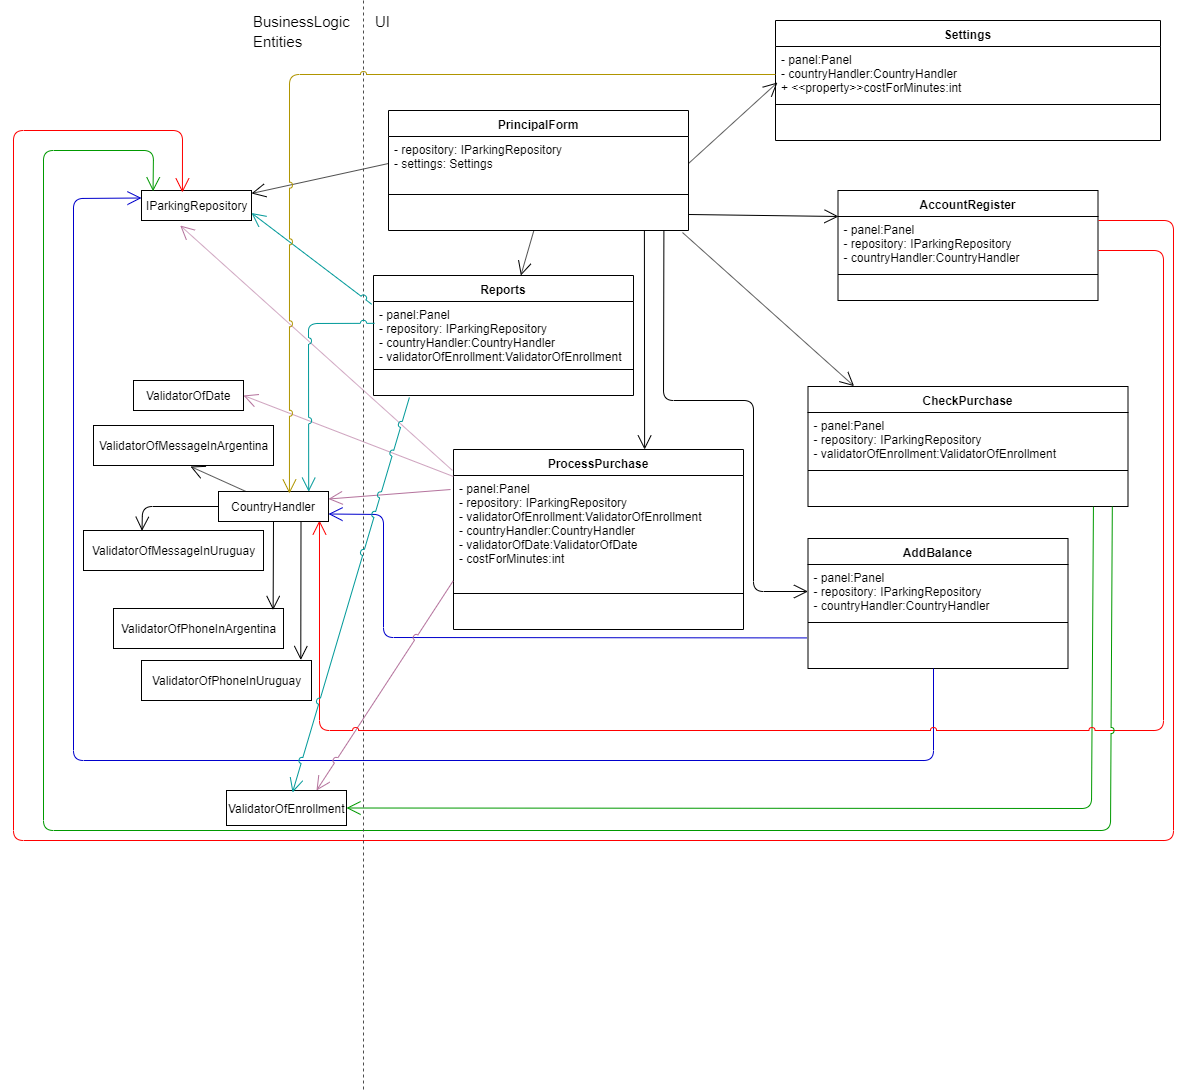 BusinessLogic
Entities
UI
Settings
- panel:Panel
- countryHandler:CountryHandler
+ <<property>>costForMinutes:int
PrincipalForm
- repository: IParkingRepository
- settings: Settings
IParkingRepository
AccountRegister
- panel:Panel
- repository: IParkingRepository
- countryHandler:CountryHandler
Reports
- panel:Panel
- repository: IParkingRepository
- countryHandler:CountryHandler
- validatorOfEnrollment:ValidatorOfEnrollment
ValidatorOfDate
ValidatorOfMessageInArgentina
CheckPurchase
- panel:Panel
- repository: IParkingRepository
- validatorOfEnrollment:ValidatorOfEnrollment
ProcessPurchase
- panel:Panel
- repository: IParkingRepository
- validatorOfEnrollment:ValidatorOfEnrollment
- countryHandler:CountryHandler
- validatorOfDate:ValidatorOfDate
- costForMinutes:int
CountryHandler
ValidatorOfMessageInUruguay
AddBalance
- panel:Panel
- repository: IParkingRepository
- countryHandler:CountryHandler
ValidatorOfPhoneInArgentina
ValidatorOfPhoneInUruguay
ValidatorOfEnrollment